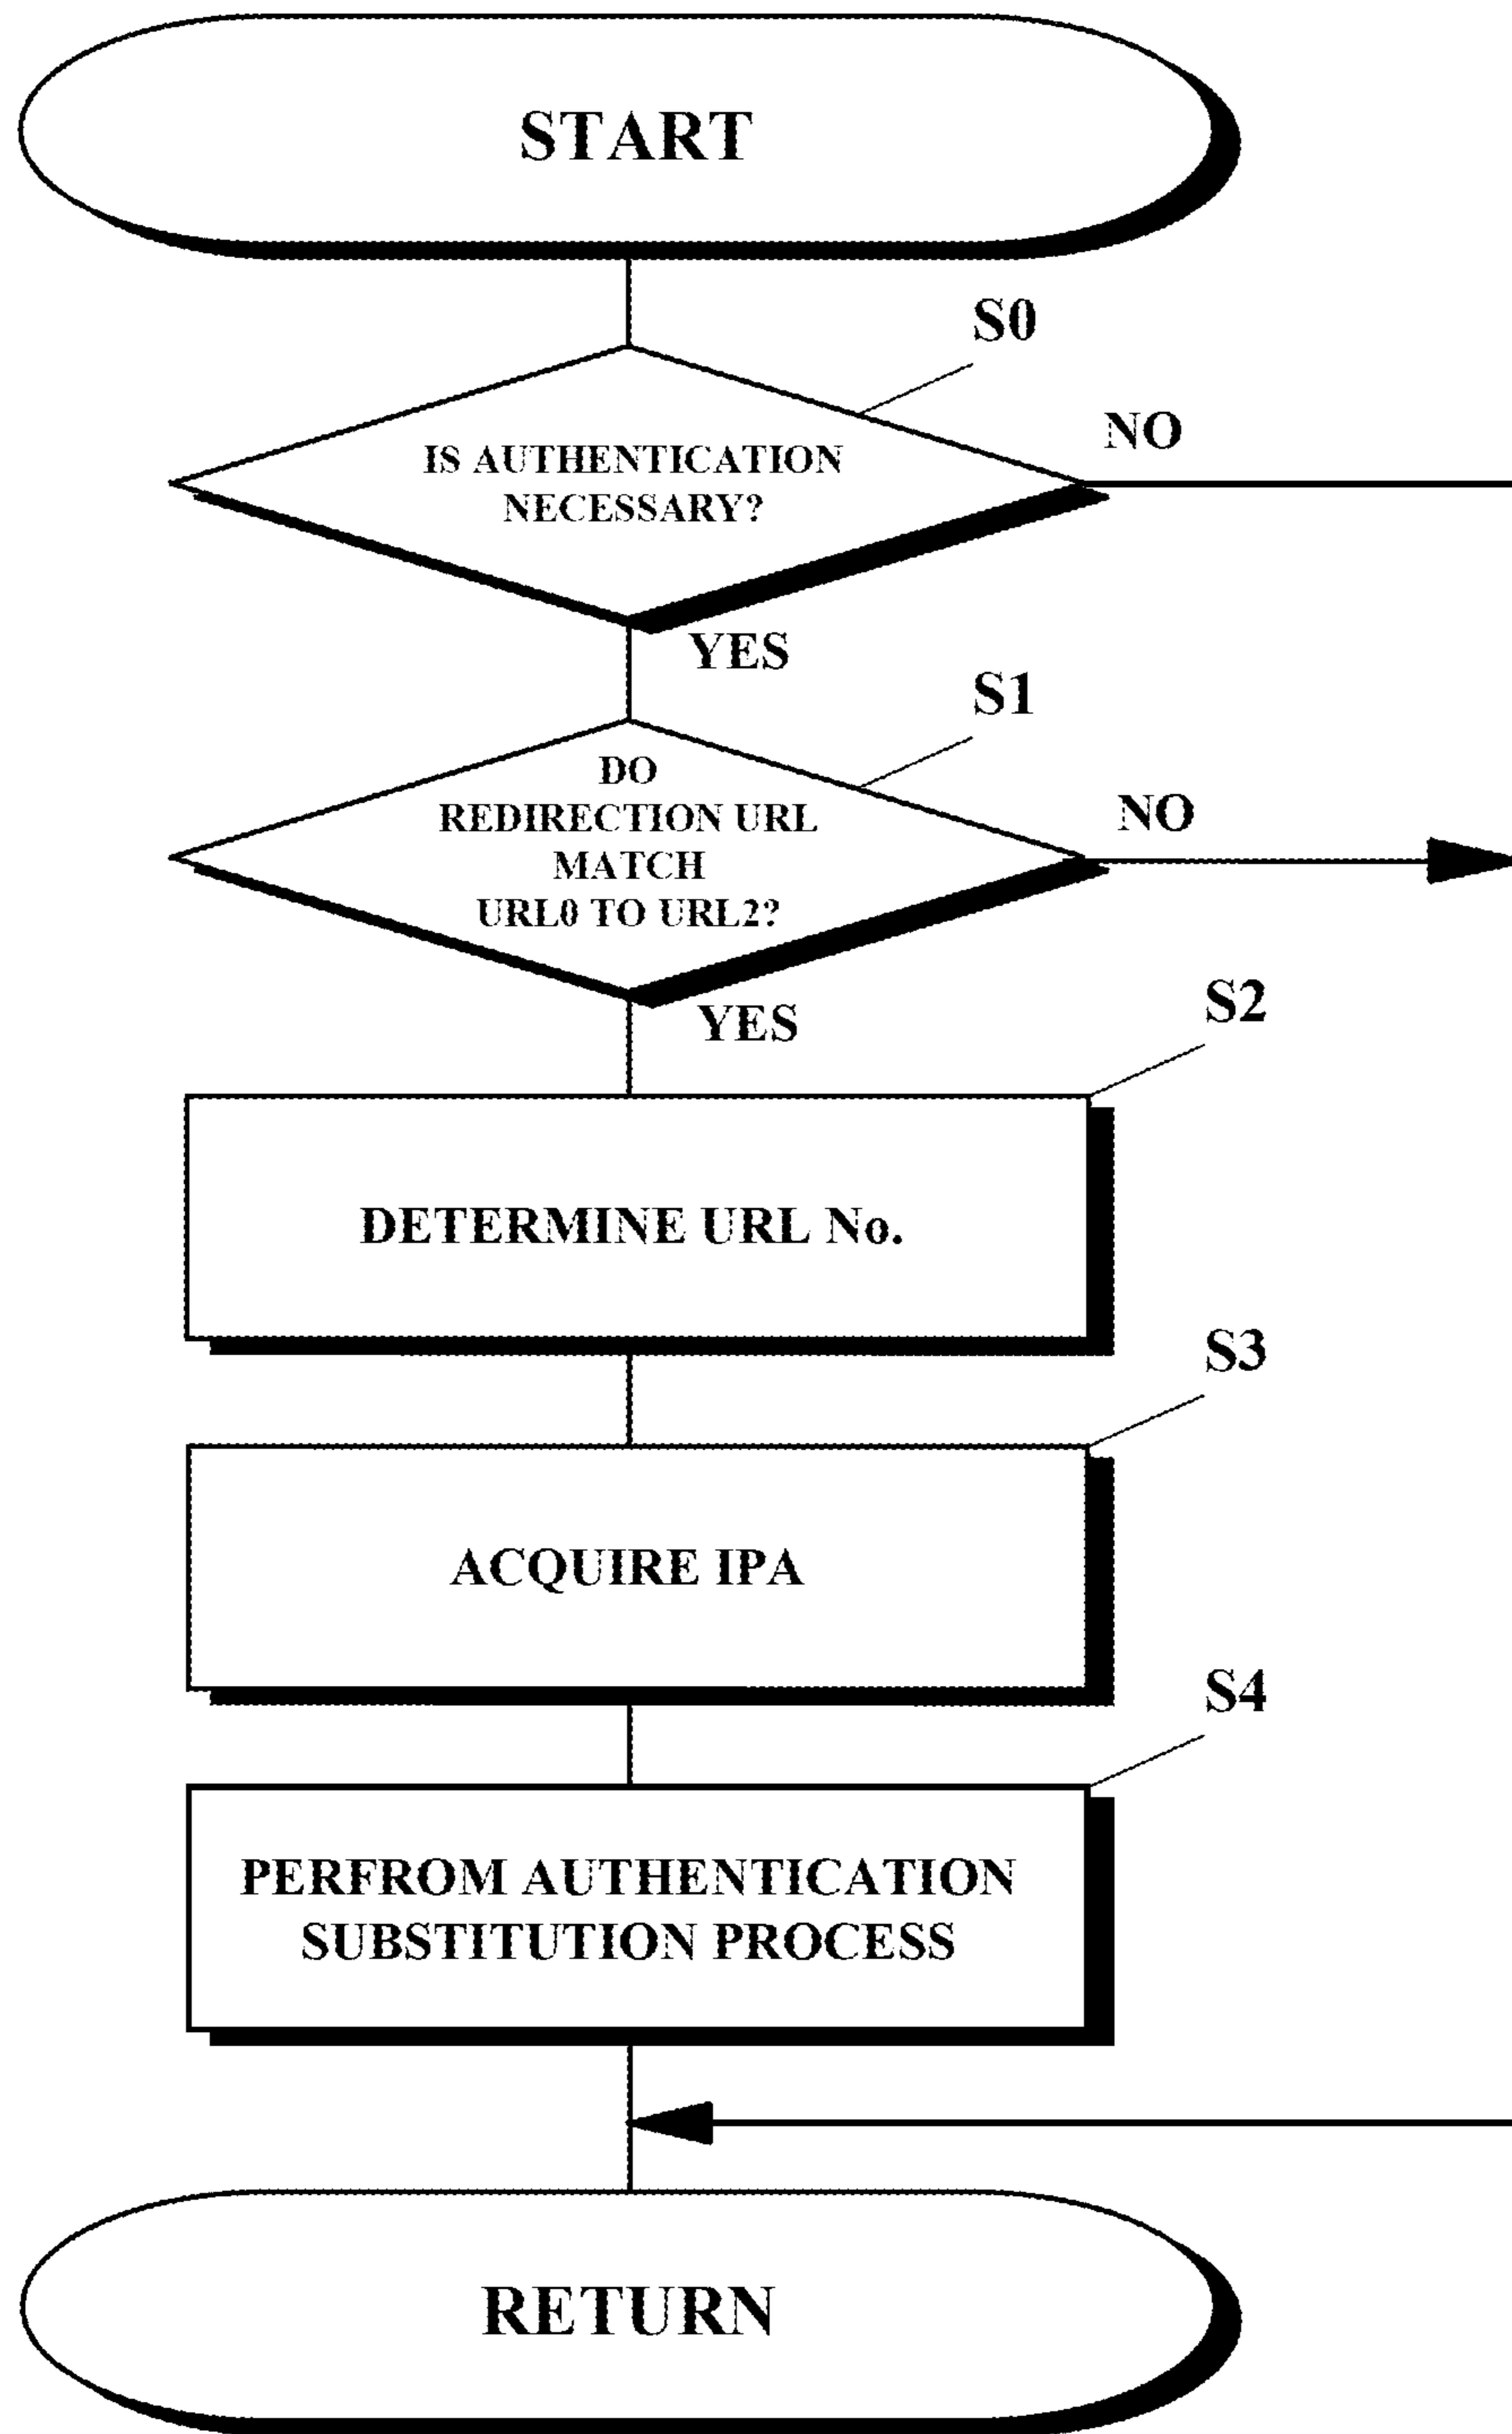 START
S0
IS AUTHENTICATION
NECESSARY?
NO
YES
S1
DO
REDIRECTION URL
MATCH
URL0 TO URL2?
NO
YES
S2
DETERMINE URL No.
S3
ACQUIRE IPA
S4
PERFROM AUTHENTICATION
SUBSTITUTION PROCESS
RETURN